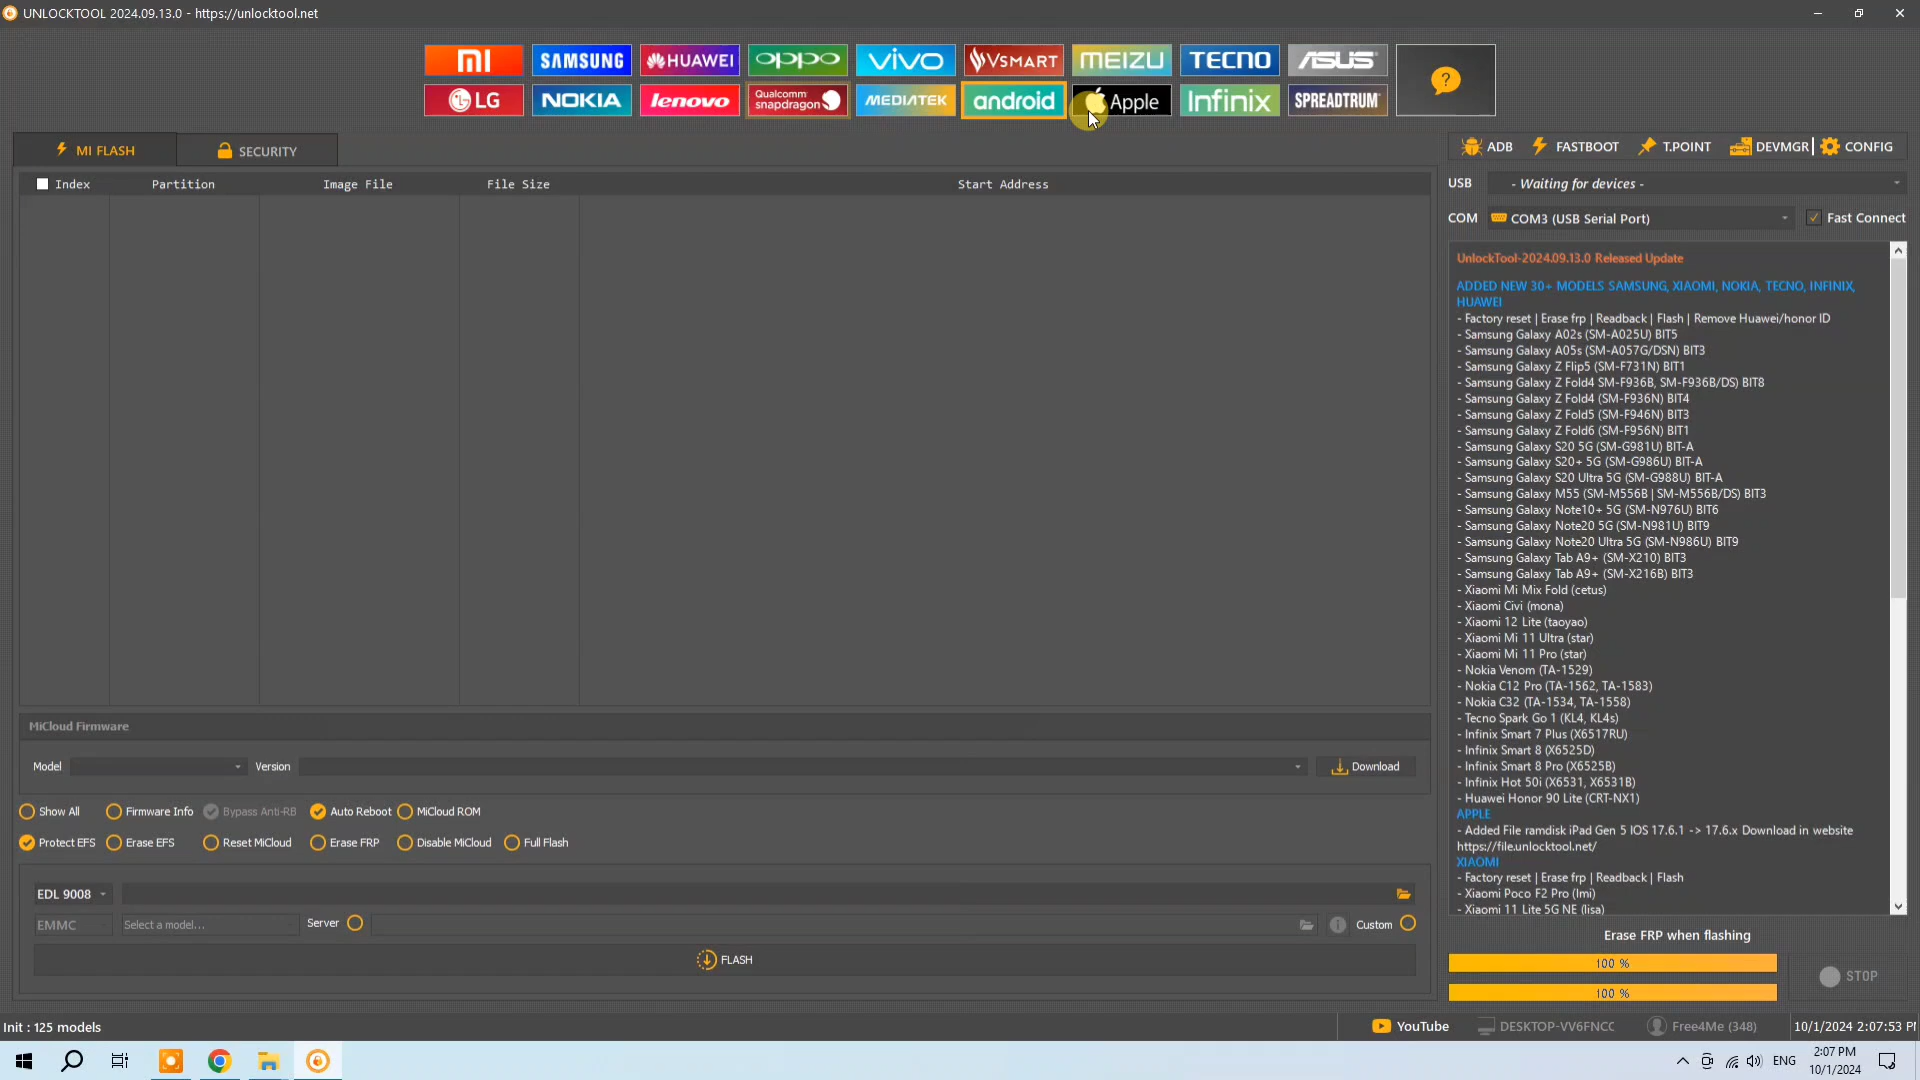 UNLOCKTOOL 2024.09.13.0 - https://unlocktool.net
MI SAMSUNG HUAWEI oppo vivo VSMART MEIZU TECNO ASUS ?
LG NOKIA lenovo Qualcomm snapdragon MEDIATEK android Apple Infinix SPREADTRUM
MI FLASH SECURITY
ADB FASTBOOT T.POINT DEVMGR CONFIG
Index Partition Image File File Size Start Address
USB - Waiting for devices -
COM COM3 (USB Serial Port) Fast Connect
UnlockTool-2024.09.13.0 Released Update
ADDED NEW 30+ MODELS SAMSUNG, XIAOMI, NOKIA, TECNO, INFINIX,
HUAWEI
- Factory reset | Erase frp | Readback | Flash | Remove Huawei/honor ID
- Samsung Galaxy A02s (SM-A025U) BIT5
- Samsung Galaxy A05s (SM-A057G/DSN) BIT3
- Samsung Galaxy Z Flip5 (SM-F731N) BIT1
- Samsung Galaxy Z Fold4 SM-F936B, SM-F936B/DS) BIT8
- Samsung Galaxy Z Fold4 (SM-F936N) BIT4
- Samsung Galaxy Z Fold5 (SM-F946N) BIT3
- Samsung Galaxy Z Fold6 (SM-F956N) BIT1
- Samsung Galaxy S20 5G (SM-G981U) BIT-A
- Samsung Galaxy S20+ 5G (SM-G986U) BIT-A
- Samsung Galaxy S20 Ultra 5G (SM-G988U) BIT-A
- Samsung Galaxy M55 (SM-M556B | SM-M556B/DS) BIT3
- Samsung Galaxy Note10+ 5G (SM-N976U) BIT6
- Samsung Galaxy Note20 5G (SM-N981U) BIT9
- Samsung Galaxy Note20 Ultra 5G (SM-N986U) BIT9
- Samsung Galaxy Tab A9+ (SM-X210) BIT3
- Samsung Galaxy Tab A9+ (SM-X216B) BIT3
- Xiaomi Mi Mix Fold (cetus)
- Xiaomi Civi (mona)
- Xiaomi 12 Lite (taoyao)
- Xiaomi Mi 11 Ultra (star)
- Xiaomi Mi 11 Pro (star)
- Nokia Venom (TA-1529)
- Nokia C12 Pro (TA-1562, TA-1583)
- Nokia C32 (TA-1534, TA-1558)
- Tecno Spark Go 1 (KL4, KL4s)
- Infinix Smart 7 Plus (X6517RU)
- Infinix Smart 8 (X6525D)
- Infinix Smart 8 Pro (X6525B)
- Infinix Hot 50i (X6531, X6531B)
- Huawei Honor 90 Lite (CRT-NX1)
APPLE
- Added File ramdisk iPad Gen 5 IOS 17.6.1 -> 17.6.x Download in website
https://file.unlocktool.net/
XIAOMI
- Factory reset | Erase frp | Readback | Flash
- Xiaomi Poco F2 Pro (lmi)
- Xiaomi 11 Lite 5G NE (lisa)
MiCloud Firmware
Model Version Download
Show All Firmware Info Bypass Anti-RB Auto Reboot MiCloud ROM
Protect EFS Erase EFS Reset MiCloud Erase FRP Disable MiCloud Full Flash
EDL 9008
EMMC Select a model... Server Custom
FLASH
Erase FRP when flashing
100 %
100 %
STOP
Init : 125 models
YouTube DESKTOP-VV6FNCC Free4Me (348) 10/1/2024 2:07:53 PM
ENG 2:07 PM
10/1/2024